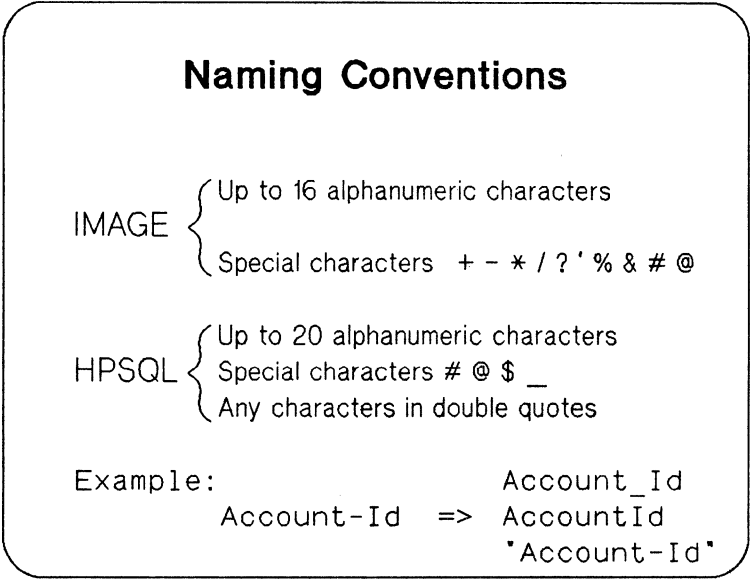 Naming Conventions
Up to 16 alphanumeric characters
IMAGE
Special characters + - * / ? ' % & # @
Up to 20 alphanumeric characters
HPSQL
Special characters # @ $ _
Any characters in double quotes
Example:
Account_Id
Account-Id => AccountId
"Account-Id"